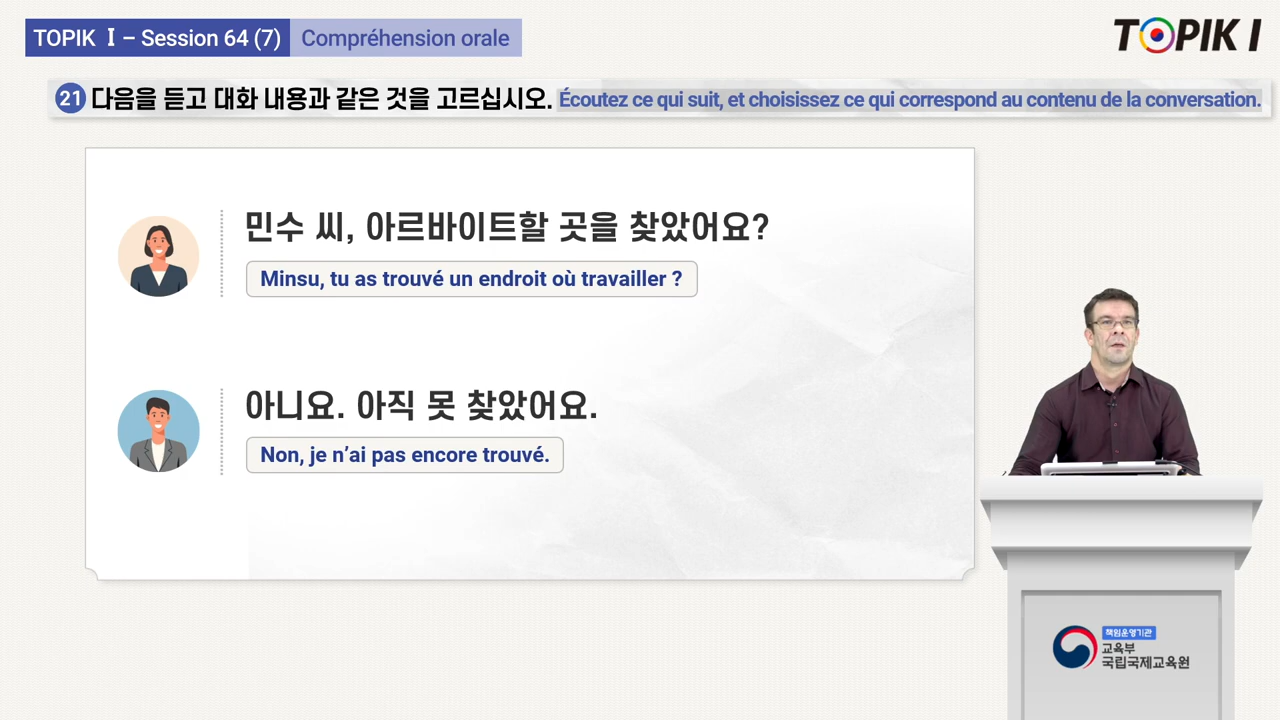 TOPIK Ⅰ – Session 64 (7) Compréhension orale
TOPIK I
21 다음을 듣고 대화 내용과 같은 것을 고르십시오. Écoutez ce qui suit, et choisissez ce qui correspond au contenu de la conversation.
민수 씨, 아르바이트할 곳을 찾았어요?
Minsu, tu as trouvé un endroit où travailler ?
아니요. 아직 못 찾았어요.
Non, je n’ai pas encore trouvé.
책임운영기관
교육부
국립국제교육원